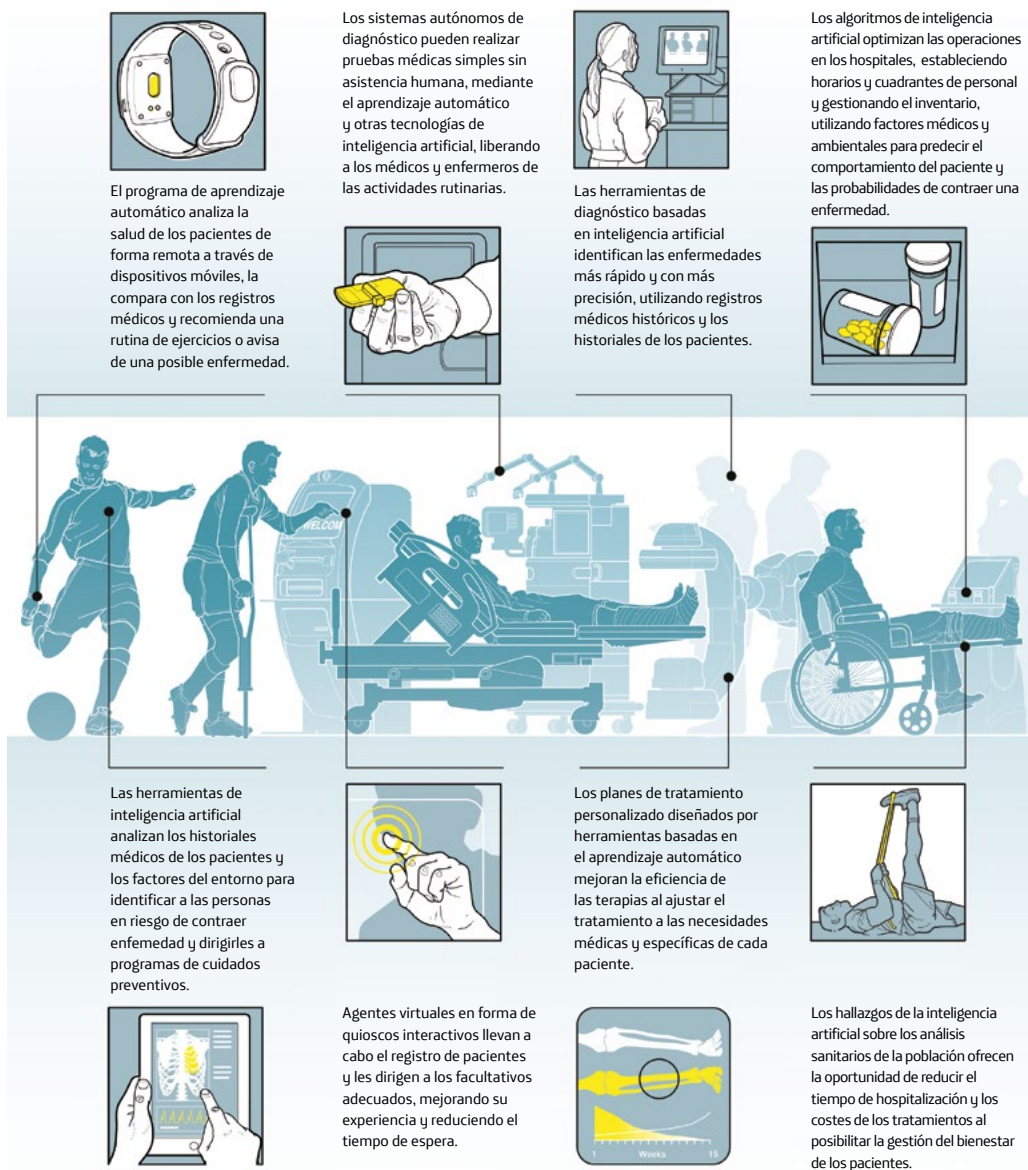 El programa de aprendizaje
automático analiza la
salud de los pacientes de
forma remota a través de
dispositivos móviles, la
compara con los registros
médicos y recomienda una
rutina de ejercicios o avisa
de una posible enfermedad.
Los sistemas autónomos de
diagnóstico pueden realizar
pruebas médicas simples sin
asistencia humana, mediante
el aprendizaje automático
y otras tecnologías de
inteligencia artificial, liberando
a los médicos y enfermeros de
las actividades rutinarias.
Las herramientas de
diagnóstico basadas
en inteligencia artificial
identifican las enfermedades
más rápido y con más
precisión, utilizando registros
médicos históricos y los
historiales de los pacientes.
Los algoritmos de inteligencia
artificial optimizan las operaciones
en los hospitales, estableciendo
horarios y cuadrantes de personal
y gestionando el inventario,
utilizando factores médicos y
ambientales para predecir el
comportamiento del paciente y
las probabilidades de contraer una
enfermedad.
WELCOM
Las herramientas de
inteligencia artificial
analizan los historiales
médicos de los pacientes y
los factores del entorno para
identificar a las personas
en riesgo de contraer
enfemedad y dirigirles a
programas de cuidados
preventivos.
Agentes virtuales en forma de
quioscos interactivos llevan a
cabo el registro de pacientes
y les dirigen a los facultativos
adecuados, mejorando su
experiencia y reduciendo el
tiempo de espera.
Los planes de tratamiento
personalizado diseñados por
herramientas basadas en
el aprendizaje automático
mejoran la eficiencia de
las terapias al ajustar el
tratamiento a las necesidades
médicas y específicas de cada
paciente.
1 Weeks 15
Los hallazgos de la inteligencia
artificial sobre los análisis
sanitarios de la población ofrecen
la oportunidad de reducir el
tiempo de hospitalización y los
costes de los tratamientos al
posibilitar la gestión del bienestar
de los pacientes.